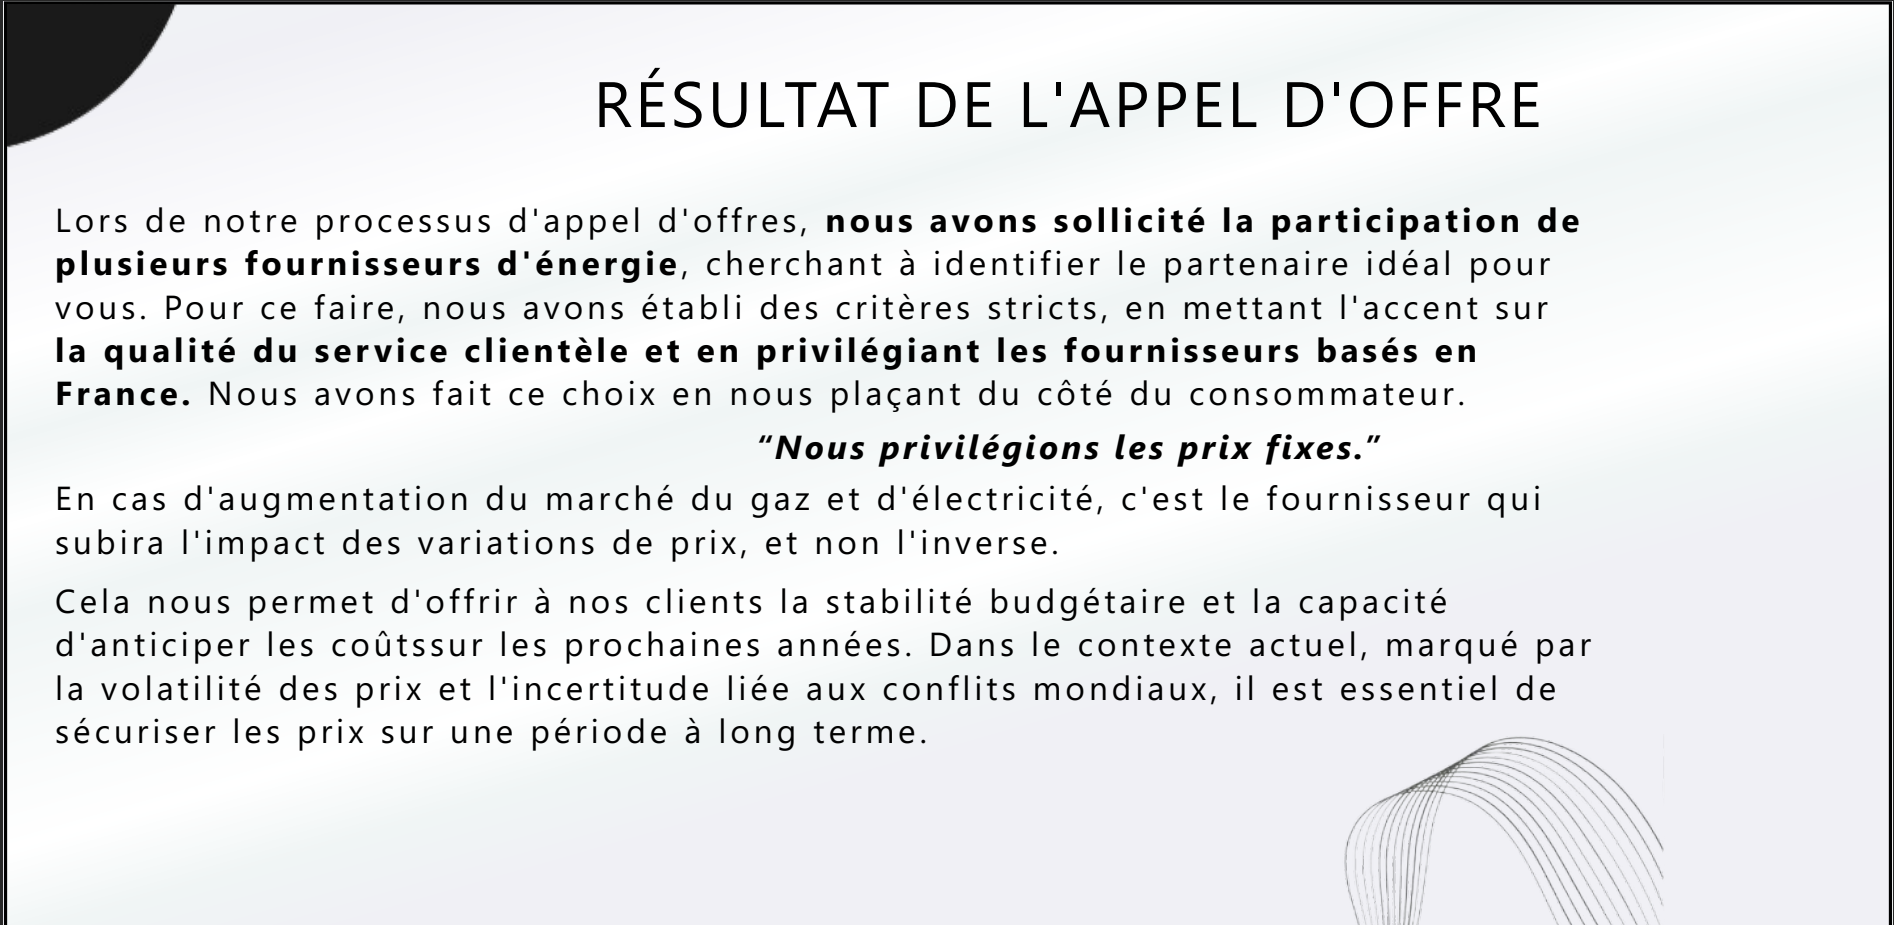 RÉSULTAT DE L'APPEL D'OFFRE
Lors de notre processus d'appel d'offres, nous avons sollicité la participation de
plusieurs fournisseurs d'énergie, cherchant à identifier le partenaire idéal pour
vous. Pour ce faire, nous avons établi des critères stricts, en mettant l'accent sur
la qualité du service clientèle et en privilégiant les fournisseurs basés en
France. Nous avons fait ce choix en nous plaçant du côté du consommateur.
“Nous privilégions les prix fixes.”
En cas d'augmentation du marché du gaz et d'électricité, c'est le fournisseur qui
subira l'impact des variations de prix, et non l'inverse.
Cela nous permet d'offrir à nos clients la stabilité budgétaire et la capacité
d'anticiper les coûtssur les prochaines années. Dans le contexte actuel, marqué par
la volatilité des prix et l'incertitude liée aux conflits mondiaux, il est essentiel de
sécuriser les prix sur une période à long terme.